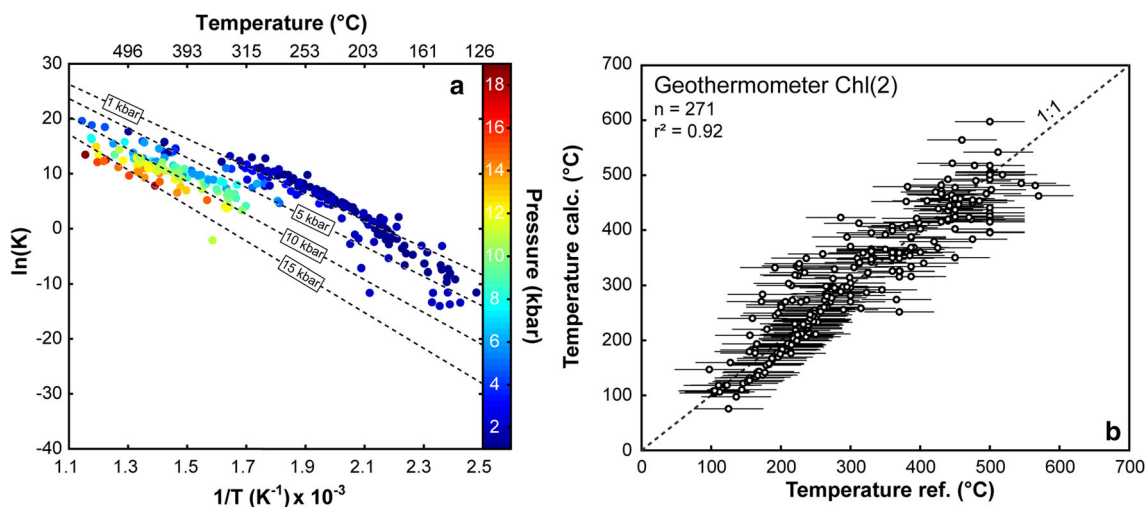 Temperature (°C)
496 393 315 253 203 161 126
30
20
10
0
-10
-20
-30
-40
ln(K)
a
1 kbar
5 kbar
10 kbar
15 kbar
1.1 1.3 1.5 1.7 1.9 2.1 2.3 2.5
1/T (K⁻¹) x 10⁻³
18
16
14
12
10
8
6
4
2
Pressure (kbar)
700
600
500
400
300
200
100
0
Temperature calc. (°C)
Geothermometer Chl(2)
n = 271
r² = 0.92
1:1
b
0 100 200 300 400 500 600 700
Temperature ref. (°C)